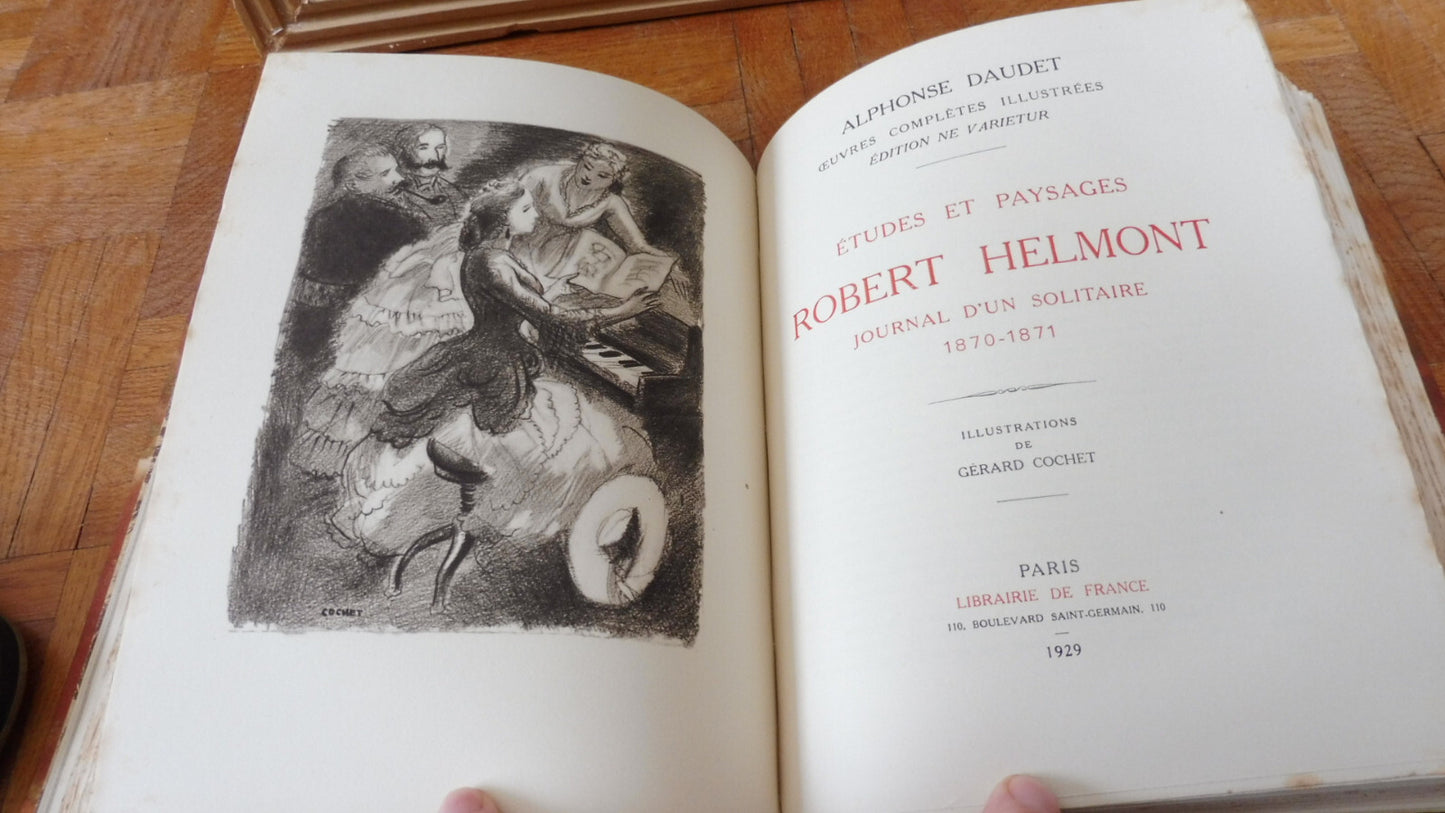 COCHET
ALPHONSE DAUDET
ŒUVRES COMPLÈTES ILLUSTRÉES
ÉDITION NE VARIETUR
ÉTUDES ET PAYSAGES
ROBERT HELMONT
JOURNAL D'UN SOLITAIRE
1870-1871
ILLUSTRATIONS
DE
GÉRARD COCHET
PARIS
LIBRAIRIE DE FRANCE
110, BOULEVARD SAINT-GERMAIN, 110
1929